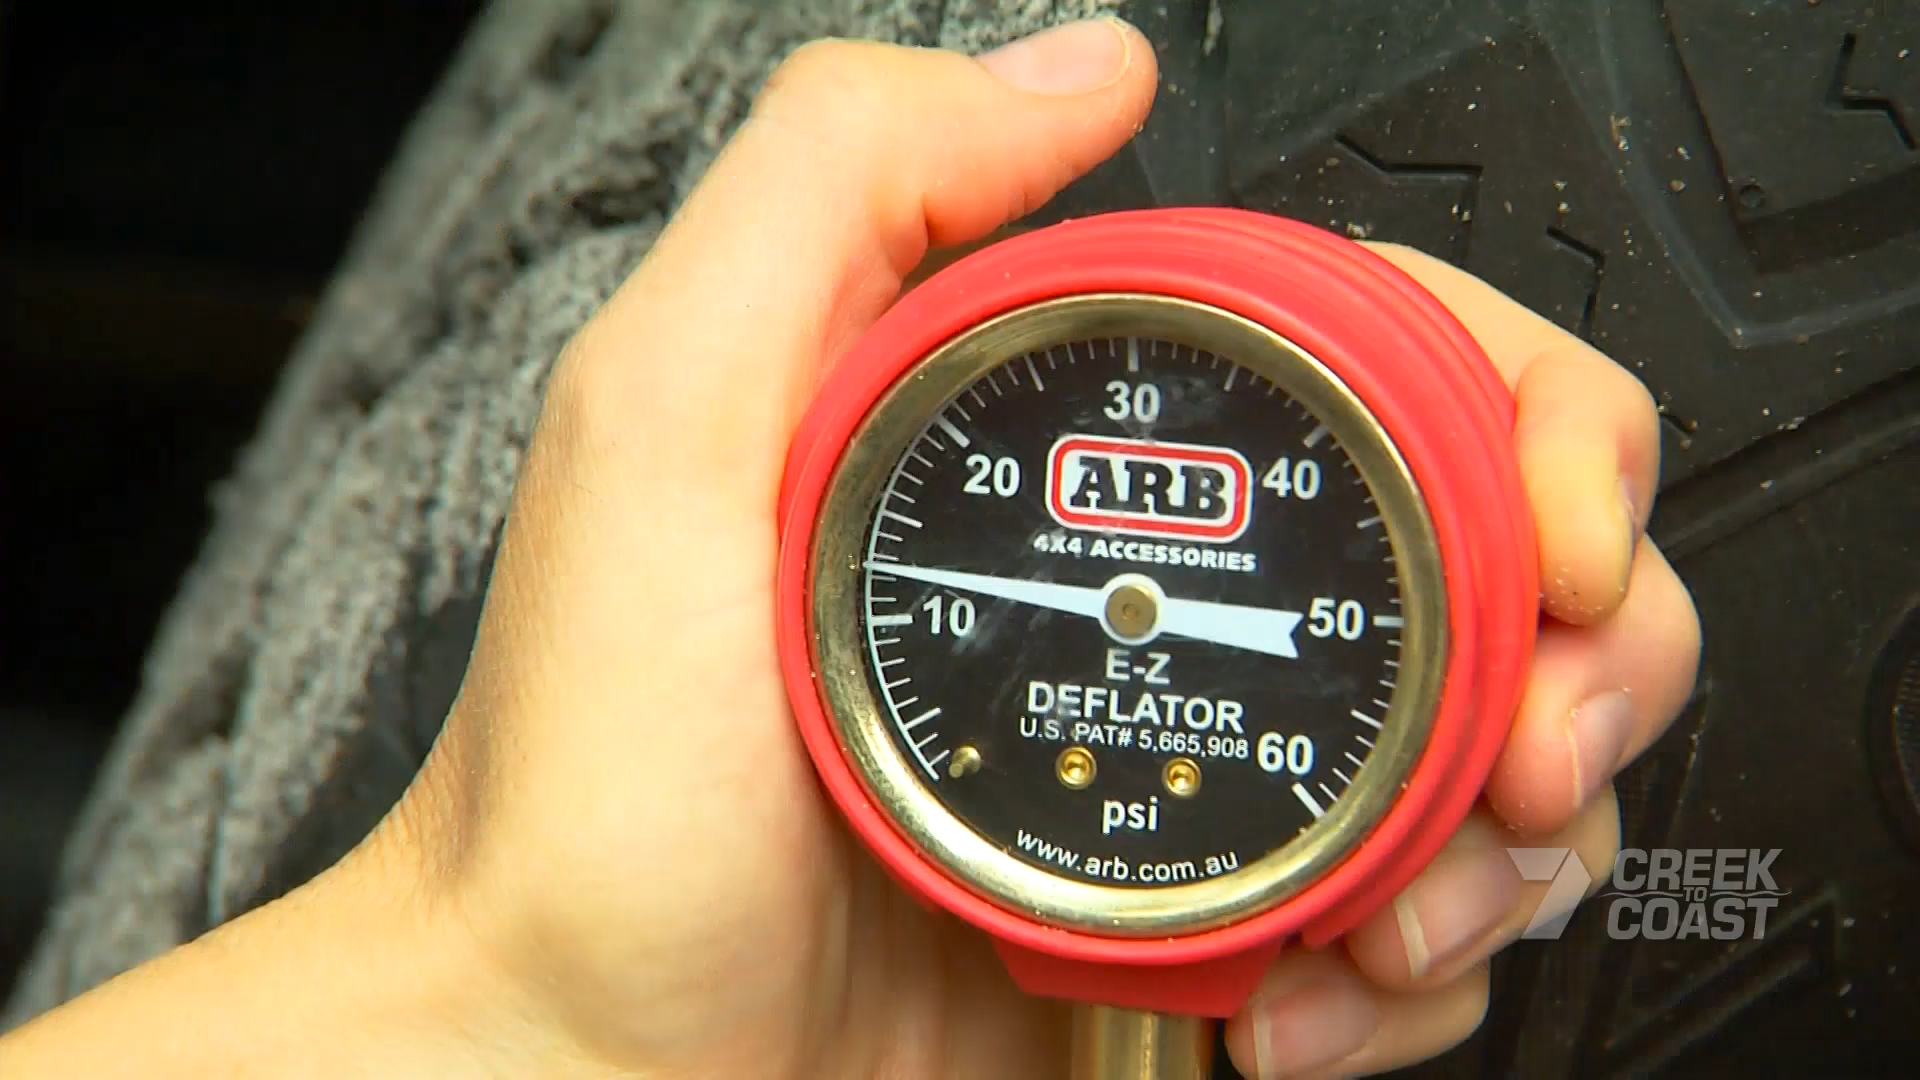 30
20
40
ARB
4X4 ACCESSORIES
10
50
E-Z
DEFLATOR
U.S. PAT# 5,665,908
60
psi
www.arb.com.au
7 CREEK
TO
COAST